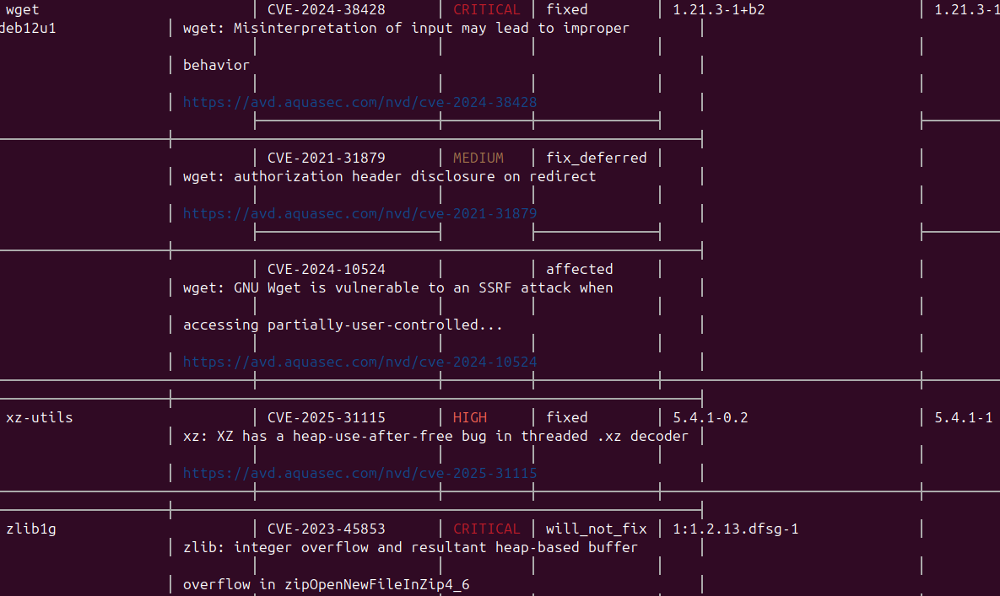 wget CVE-2024-38428 CRITICAL fixed 1.21.3-1+b2 1.21.3-1
deb12u1 wget: Misinterpretation of input may lead to improper
behavior
https://avd.aquasec.com/nvd/cve-2024-38428
CVE-2021-31879 MEDIUM fix_deferred
wget: authorization header disclosure on redirect
https://avd.aquasec.com/nvd/cve-2021-31879
CVE-2024-10524 affected
wget: GNU Wget is vulnerable to an SSRF attack when
accessing partially-user-controlled...
https://avd.aquasec.com/nvd/cve-2024-10524
xz-utils CVE-2025-31115 HIGH fixed 5.4.1-0.2 5.4.1-1
xz: XZ has a heap-use-after-free bug in threaded .xz decoder
https://avd.aquasec.com/nvd/cve-2025-31115
zlib1g CVE-2023-45853 CRITICAL will_not_fix 1:1.2.13.dfsg-1
zlib: integer overflow and resultant heap-based buffer
overflow in zipOpenNewFileInZip4_6